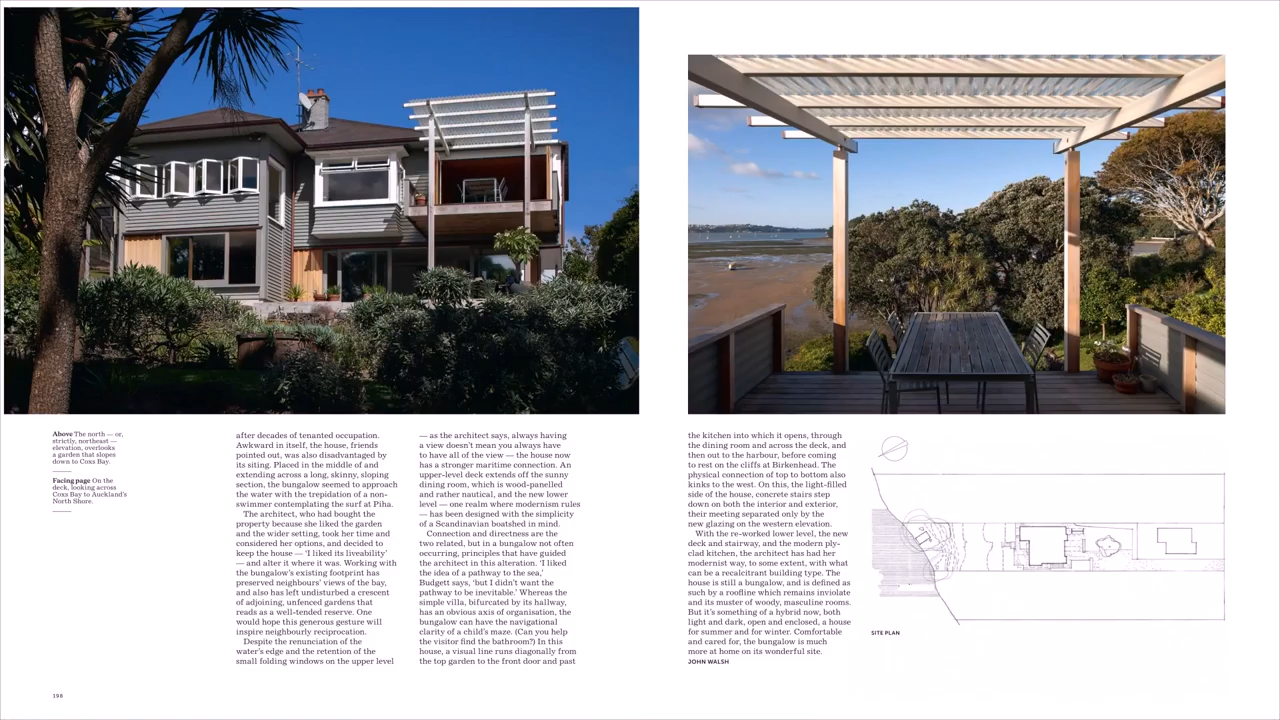 Above The north — or,
strictly, northeast —
elevation, overlooks
a garden that slopes
down to Coxs Bay.
Facing page On the
deck, looking across
Coxs Bay to Auckland's
North Shore.
after decades of tenanted occupation.
Awkward in itself, the house, friends
pointed out, was also disadvantaged by
its siting. Placed in the middle of and
extending across a long, skinny, sloping
section, the bungalow seemed to approach
the water with the trepidation of a non-
swimmer contemplating the surf at Piha.
The architect, who had bought the
property because she liked the garden
and the wider setting, took her time and
considered her options, and decided to
keep the house — 'I liked its liveability'
— and alter it where it was. Working with
the bungalow's existing footprint has
preserved neighbours' views of the bay,
and also has left undisturbed a crescent
of adjoining, unfenced gardens that
reads as a well-tended reserve. One
would hope this generous gesture will
inspire neighbourly reciprocation.
Despite the renunciation of the
water's edge and the retention of the
small folding windows on the upper level
— as the architect says, always having
a view doesn't mean you always have
to have all of the view — the house now
has a stronger maritime connection. An
upper-level deck extends off the sunny
dining room, which is wood-panelled
and rather nautical, and the new lower
level — one realm where modernism rules
— has been designed with the simplicity
of a Scandinavian boatshed in mind.
Connection and directness are the
two related, but in a bungalow not often
occurring, principles that have guided
the architect in this alteration. 'I liked
the idea of a pathway to the sea,'
Budgett says, 'but I didn't want the
pathway to be inevitable.' Whereas the
simple villa, bifurcated by its hallway,
has an obvious axis of organisation, the
bungalow can have the navigational
clarity of a child's maze. (Can you help
the visitor find the bathroom?) In this
house, a visual line runs diagonally from
the top garden to the front door and past
198
the kitchen into which it opens, through
the dining room and across the deck, and
then out to the harbour, before coming
to rest on the cliffs at Birkenhead. The
physical connection of top to bottom also
kinks to the west. On this, the light-filled
side of the house, concrete stairs step
down on both the interior and exterior,
their meeting separated only by the
new glazing on the western elevation.
With the re-worked lower level, the new
deck and stairway, and the modern ply-
clad kitchen, the architect has had her
modernist way, to some extent, with what
can be a recalcitrant building type. The
house is still a bungalow, and is defined as
such by a roofline which remains inviolate
and its muster of woody, masculine rooms.
But it's something of a hybrid now, both
light and dark, open and enclosed, a house
for summer and for winter. Comfortable
and cared for, the bungalow is much
more at home on its wonderful site.
JOHN WALSH
SITE PLAN